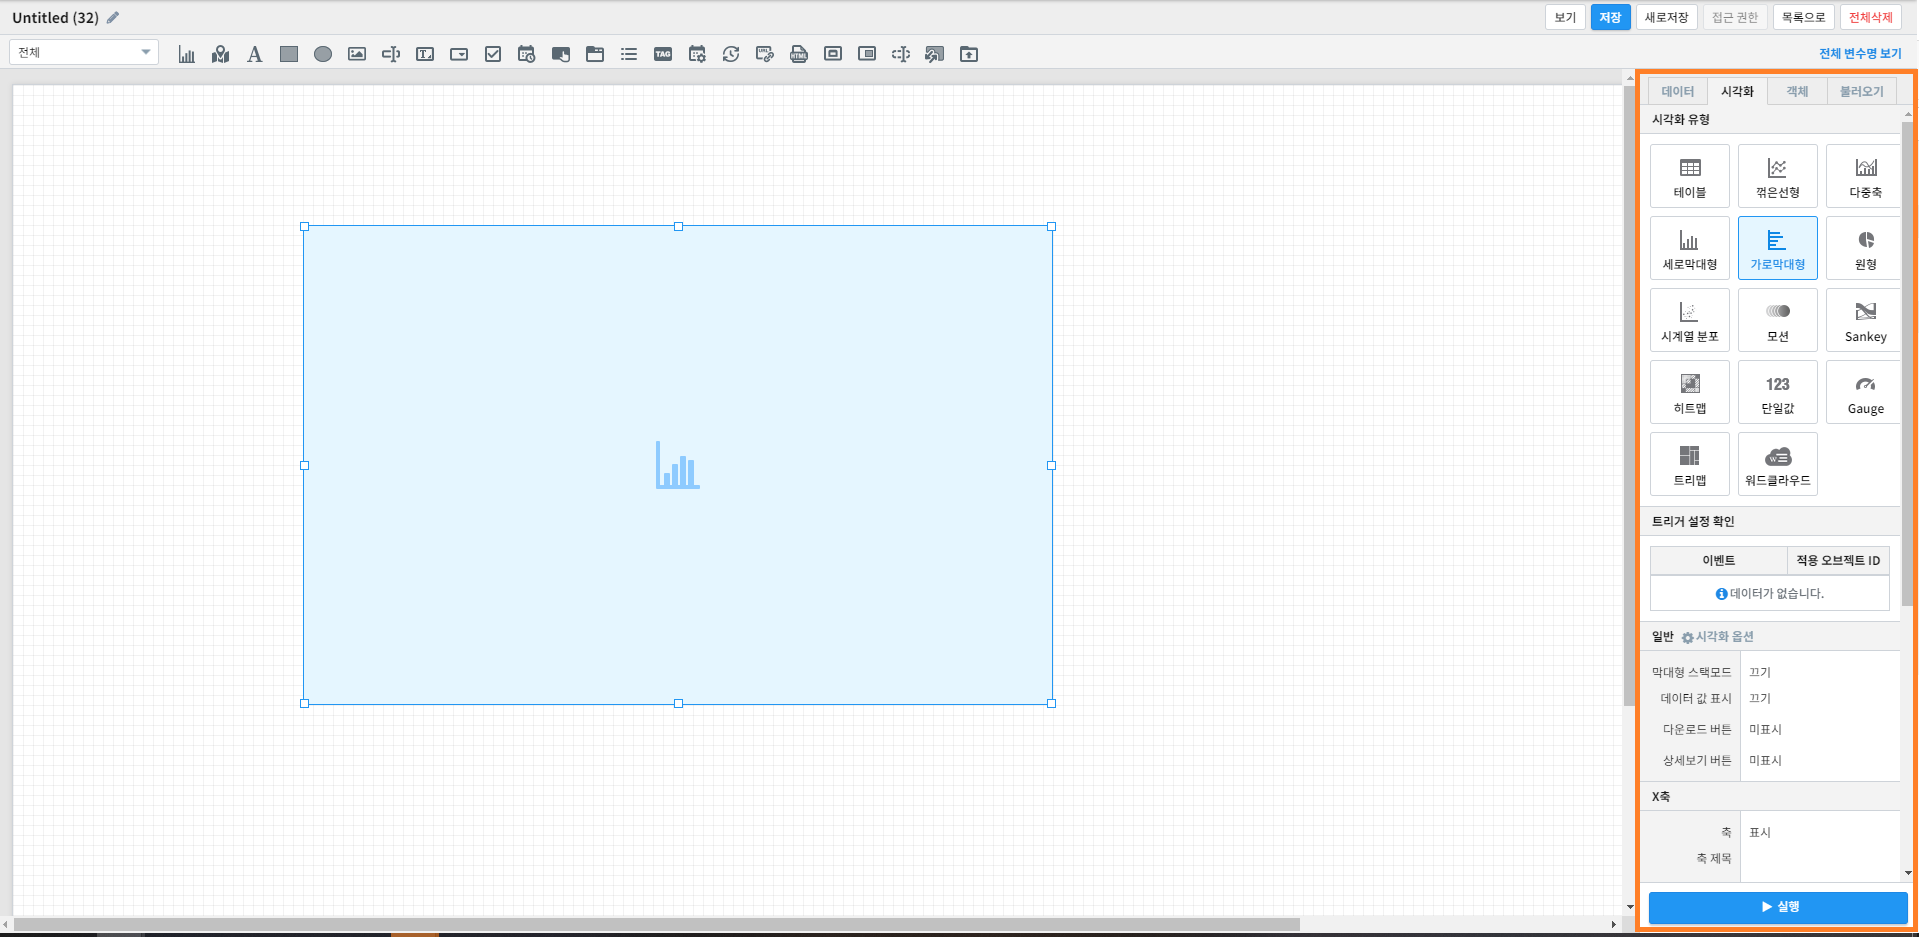 Untitled (32)
보기
저장
새로저장
접근 권한
목록으로
전체삭제
전체
A
T
TAG
URL
HTML
전체 변수명 보기
데이터
시각화
객체
불러오기
시각화 유형
테이블
꺾은선형
다중축
세로막대형
가로막대형
원형
시계열 분포
모션
Sankey
히트맵
123
단일값
Gauge
트리맵
W
워드클라우드
트리거 설정 확인
이벤트
적용 오브젝트 ID
데이터가 없습니다.
일반 시각화 옵션
막대형 스택모드 끄기
데이터 값 표시 끄기
다운로드 버튼 미표시
상세보기 버튼 미표시
X축
축 표시
축 제목
실행